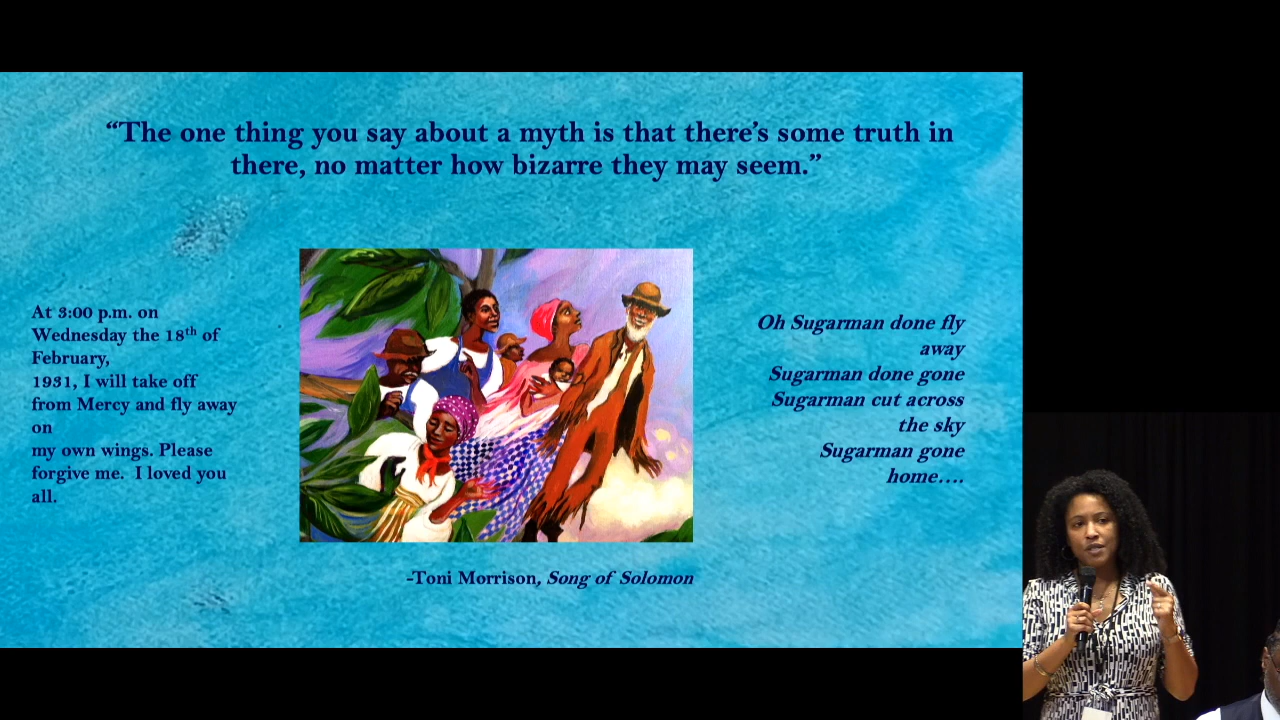 “The one thing you say about a myth is that there’s some truth in
there, no matter how bizarre they may seem.”
At 3:00 p.m. on
Wednesday the 18th of
February,
1931, I will take off
from Mercy and fly away
on
my own wings. Please
forgive me.  I loved you
all.
Oh Sugarman done fly
away
Sugarman done gone
Sugarman cut across
the sky
Sugarman gone
home….
-Toni Morrison, Song of Solomon